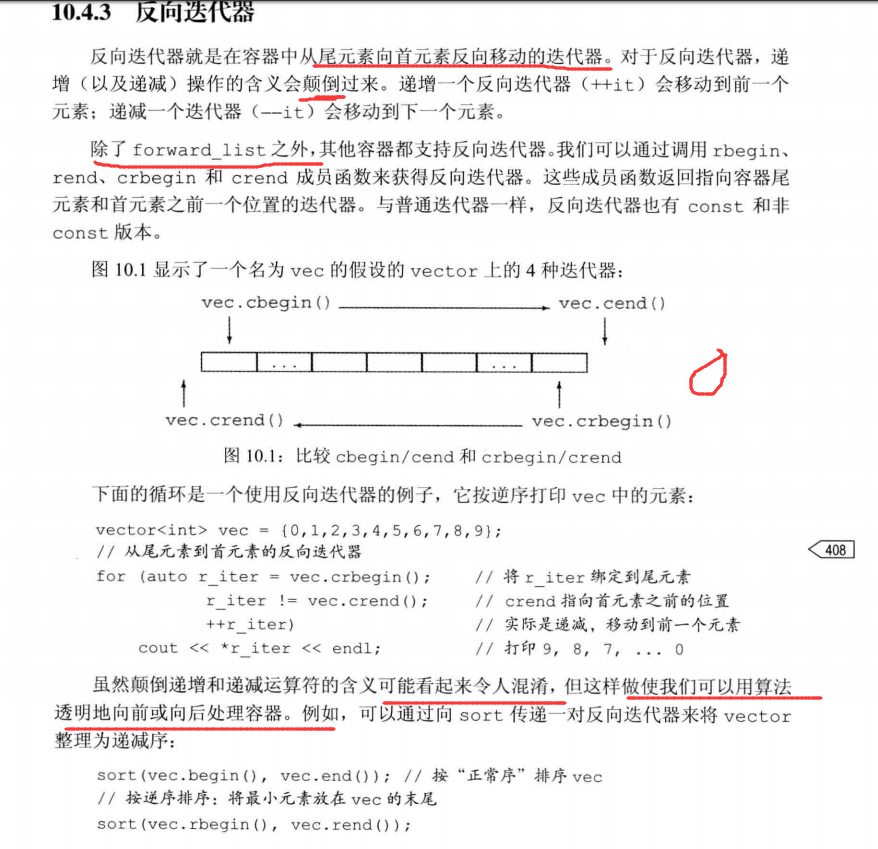 10.4.3 反向迭代器
反向迭代器就是在容器中从尾元素向首元素反向移动的迭代器。对于反向迭代器，递
增（以及递减）操作的含义会颠倒过来。递增一个反向迭代器（++it）会移动到前一个
元素；递减一个迭代器（--it）会移动到下一个元素。
除了 forward_list 之外，其他容器都支持反向迭代器。我们可以通过调用 rbegin、
rend、crbegin 和 crend 成员函数来获得反向迭代器。这些成员函数返回指向容器尾
元素和首元素之前一个位置的迭代器。与普通迭代器一样，反向迭代器也有 const 和非
const 版本。
图 10.1 显示了一个名为 vec 的假设的 vector 上的 4 种迭代器：
vec.cbegin() vec.cend()
... ...
vec.crend() vec.crbegin()
图 10.1：比较 cbegin/cend 和 crbegin/crend
下面的循环是一个使用反向迭代器的例子，它按逆序打印 vec 中的元素：
vector<int> vec = {0,1,2,3,4,5,6,7,8,9};
// 从尾元素到首元素的反向迭代器
408
for (auto r_iter = vec.crbegin(); // 将 r_iter 绑定到尾元素
r_iter != vec.crend(); // crend 指向首元素之前的位置
++r_iter) // 实际是递减，移动到前一个元素
cout << *r_iter << endl; // 打印 9, 8, 7, ... 0
虽然颠倒递增和递减运算符的含义可能看起来令人混淆，但这样做使我们可以用算法
透明地向前或向后处理容器。例如，可以通过向 sort 传递一对反向迭代器来将 vector
整理为递减序：
sort(vec.begin(), vec.end()); // 按“正常序”排序 vec
// 按逆序排序：将最小元素放在 vec 的末尾
sort(vec.rbegin(), vec.rend());